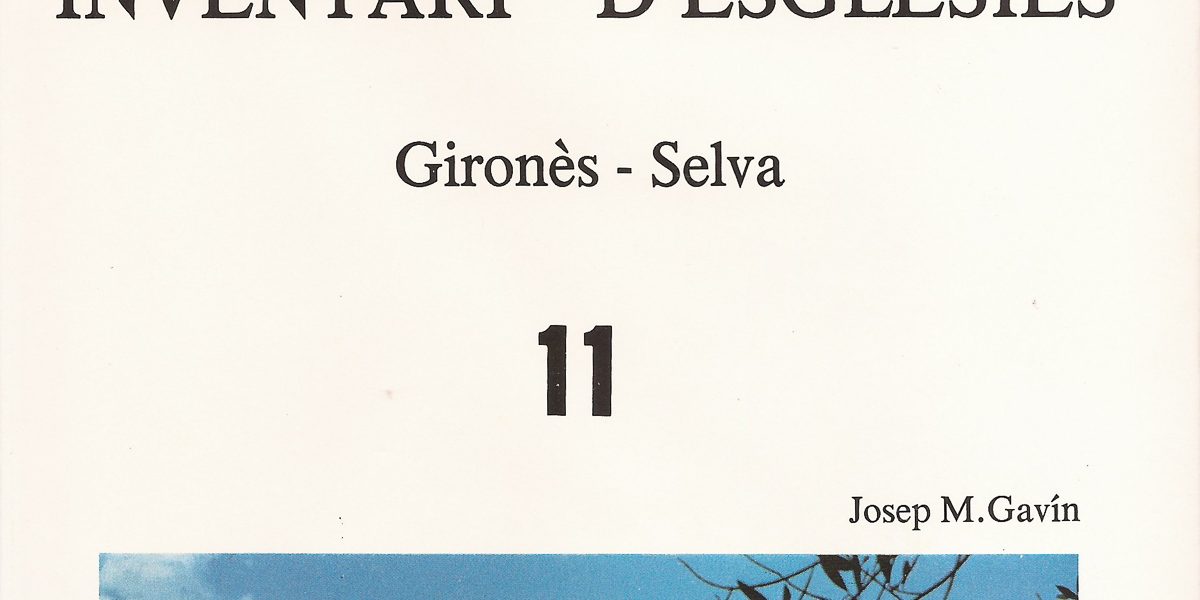 INVENTARI D'ESGLÉSIES
Gironès - Selva
11
Josep M.Gavín